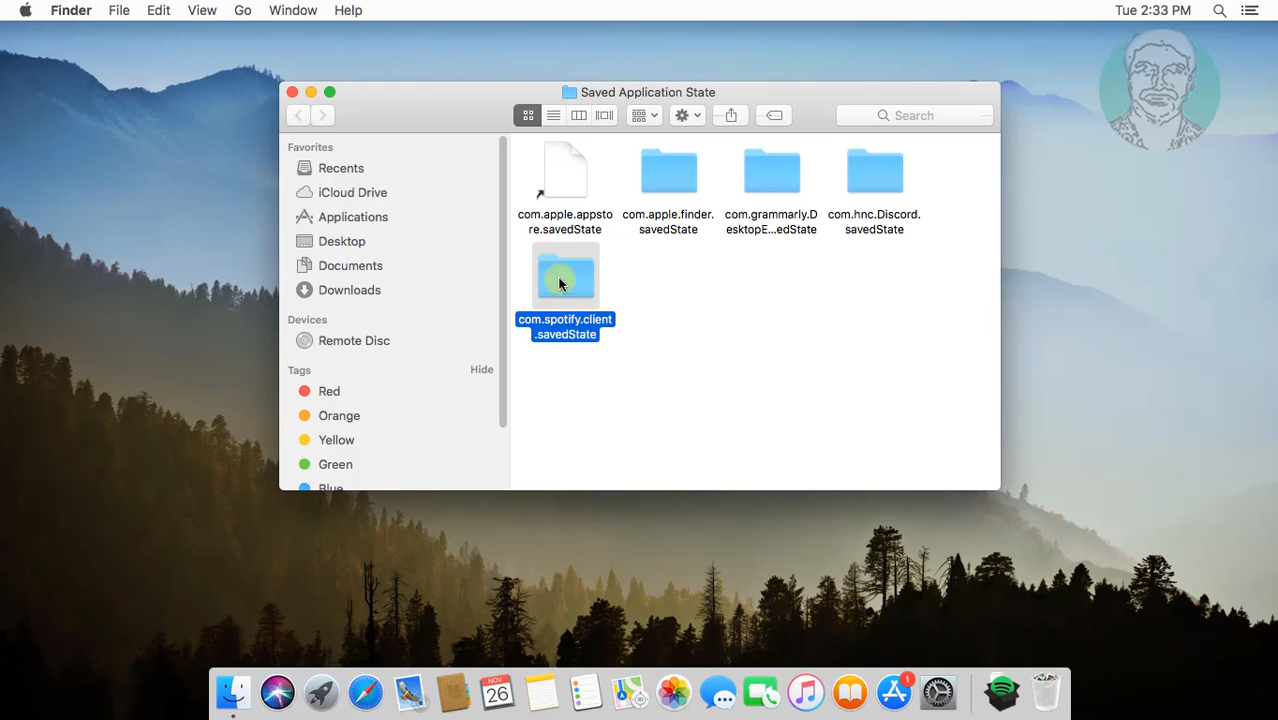 Finder File Edit View Go Window Help Tue 2:33 PM
Saved Application State
Search
Favorites
Recents
iCloud Drive
Applications
Desktop
Documents
Downloads
Devices
Remote Disc
Tags Hide
Red
Orange
Yellow
Green
Blue
com.apple.appsto
re.savedState
com.apple.finder.
savedState
com.grammarly.D
esktopE...edState
com.hnc.Discord.
savedState
com.spotify.client
.savedState
NOV
26
1